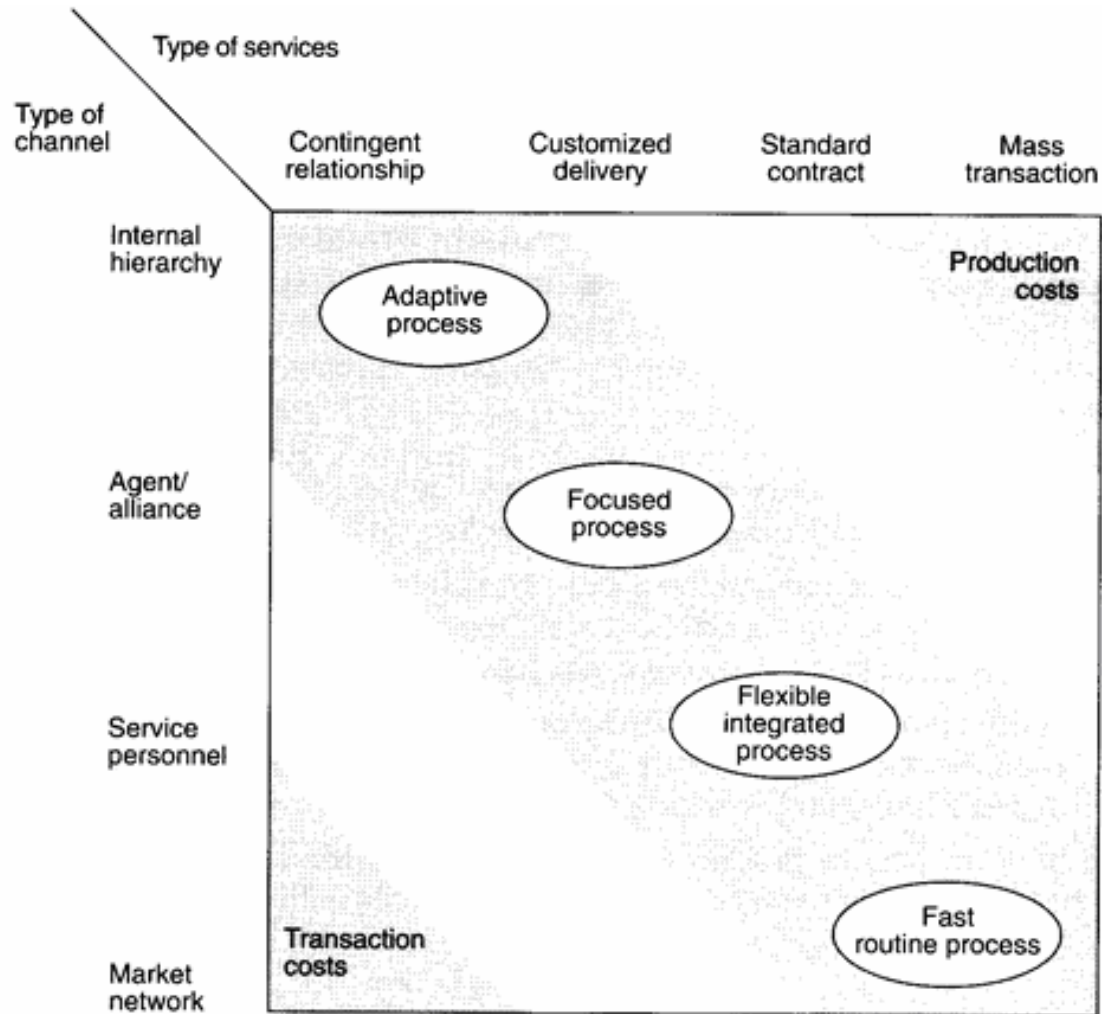 Type of services
Type of
channel
Contingent
relationship
Customized
delivery
Standard
contract
Mass
transaction
Internal
hierarchy
Production
costs
Adaptive
process
Agent/
alliance
Focused
process
Service
personnel
Flexible
integrated
process
Transaction
costs
Fast
routine process
Market
network